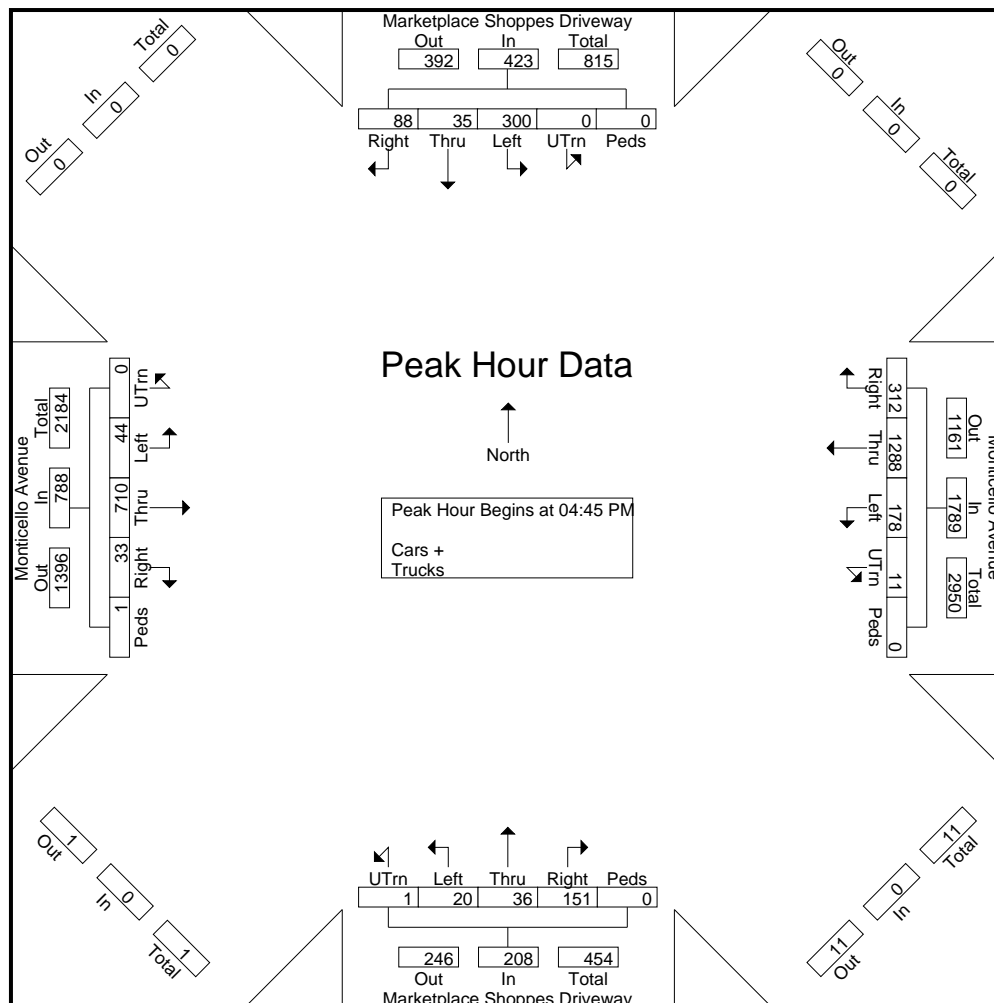 Marketplace Shoppes Driveway
Out In Total
392 423 815
88 35 300 0 0
Right Thru Left UTrn Peds
Total
0
In
0
Out
0
Out
0
In
0
Total
0
Monticello Avenue
Total In Out
2184 788 1396
0 44 710 33 1
UTrn Left Thru Right Peds
Peak Hour Data
North
Peak Hour Begins at 04:45 PM
Cars +
Trucks
Right Thru Left UTrn Peds
312 1288 178 11 0
Out In Total
1161 1789 2950
Monticello Avenue
1
Out
0
In
1
Total
11
Total
0
In
11
Out
UTrn Left Thru Right Peds
1 20 36 151 0
246 208 454
Out In Total
Marketplace Shoppes Driveway